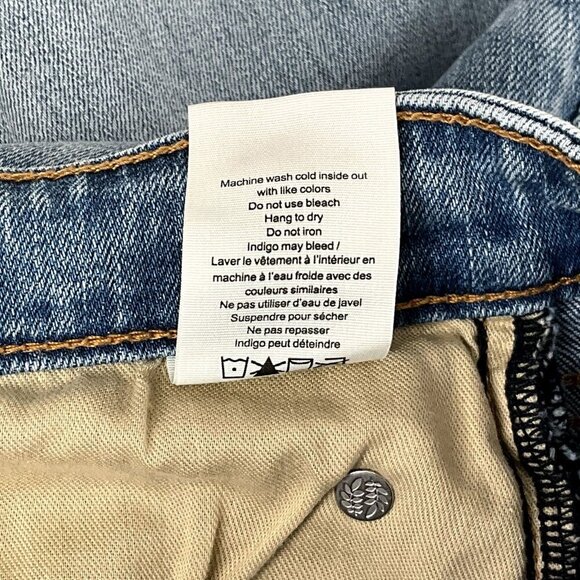 Machine wash cold inside out
with like colors
Do not use bleach
Hang to dry
Do not iron
Indigo may bleed /
Laver le vêtement à l'intérieur en
machine à l'eau froide avec des
couleurs similaires
Ne pas utiliser d'eau de javel
Suspendre pour sécher
Ne pas repasser
Indigo peut déteindre